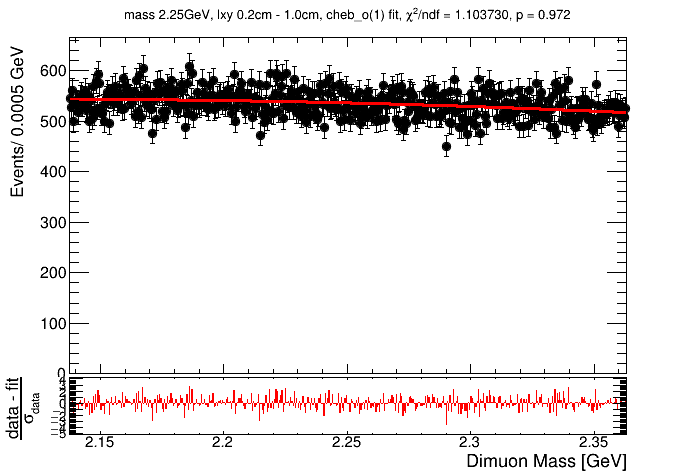 mass 2.25GeV, lxy 0.2cm - 1.0cm, cheb_o(1) fit, χ²/ndf = 1.103730, p = 0.972
Events/ 0.0005 GeV
600
500
400
300
200
100
0
data - fit
σdata
2.15
2.2
2.25
2.3
2.35
Dimuon Mass [GeV]